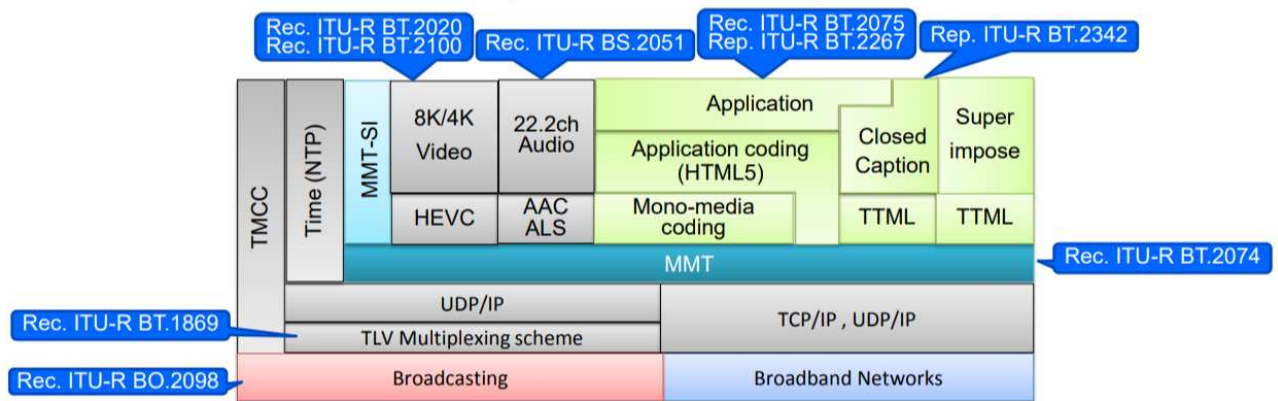 Rec. ITU-R BT.2020
Rec. ITU-R BT.2100
Rec. ITU-R BS.2051
Rec. ITU-R BT.2075
Rep. ITU-R BT.2267
Rep. ITU-R BT.2342
TMCC
Time (NTP)
MMT-SI
8K/4K
Video
22.2ch
Audio
Application
Application coding
(HTML5)
Closed
Caption
Super
impose
HEVC
AAC
ALS
Mono-media
coding
TTML
TTML
MMT
Rec. ITU-R BT.2074
UDP/IP
TCP/IP , UDP/IP
Rec. ITU-R BT.1869
TLV Multiplexing scheme
Rec. ITU-R BO.2098
Broadcasting
Broadband Networks